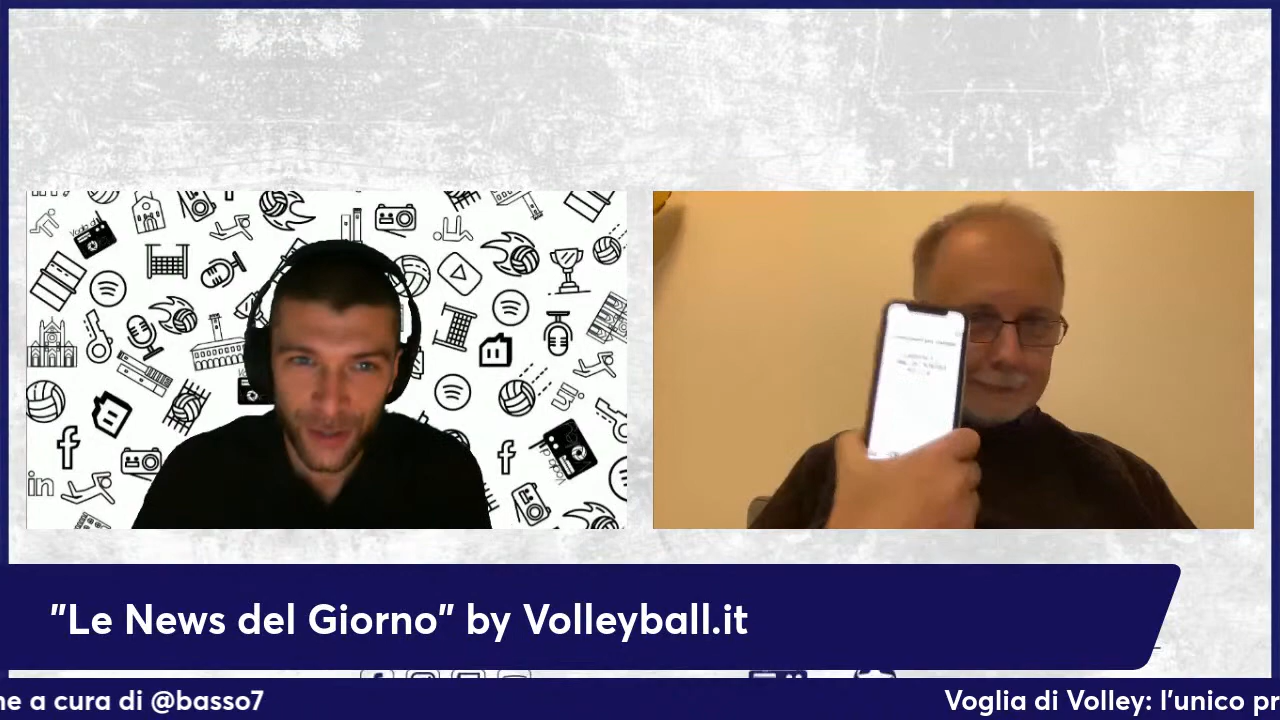 "Le News del Giorno" by Volleyball.it
ne a cura di @basso7
Voglia di Volley: l'unico pr